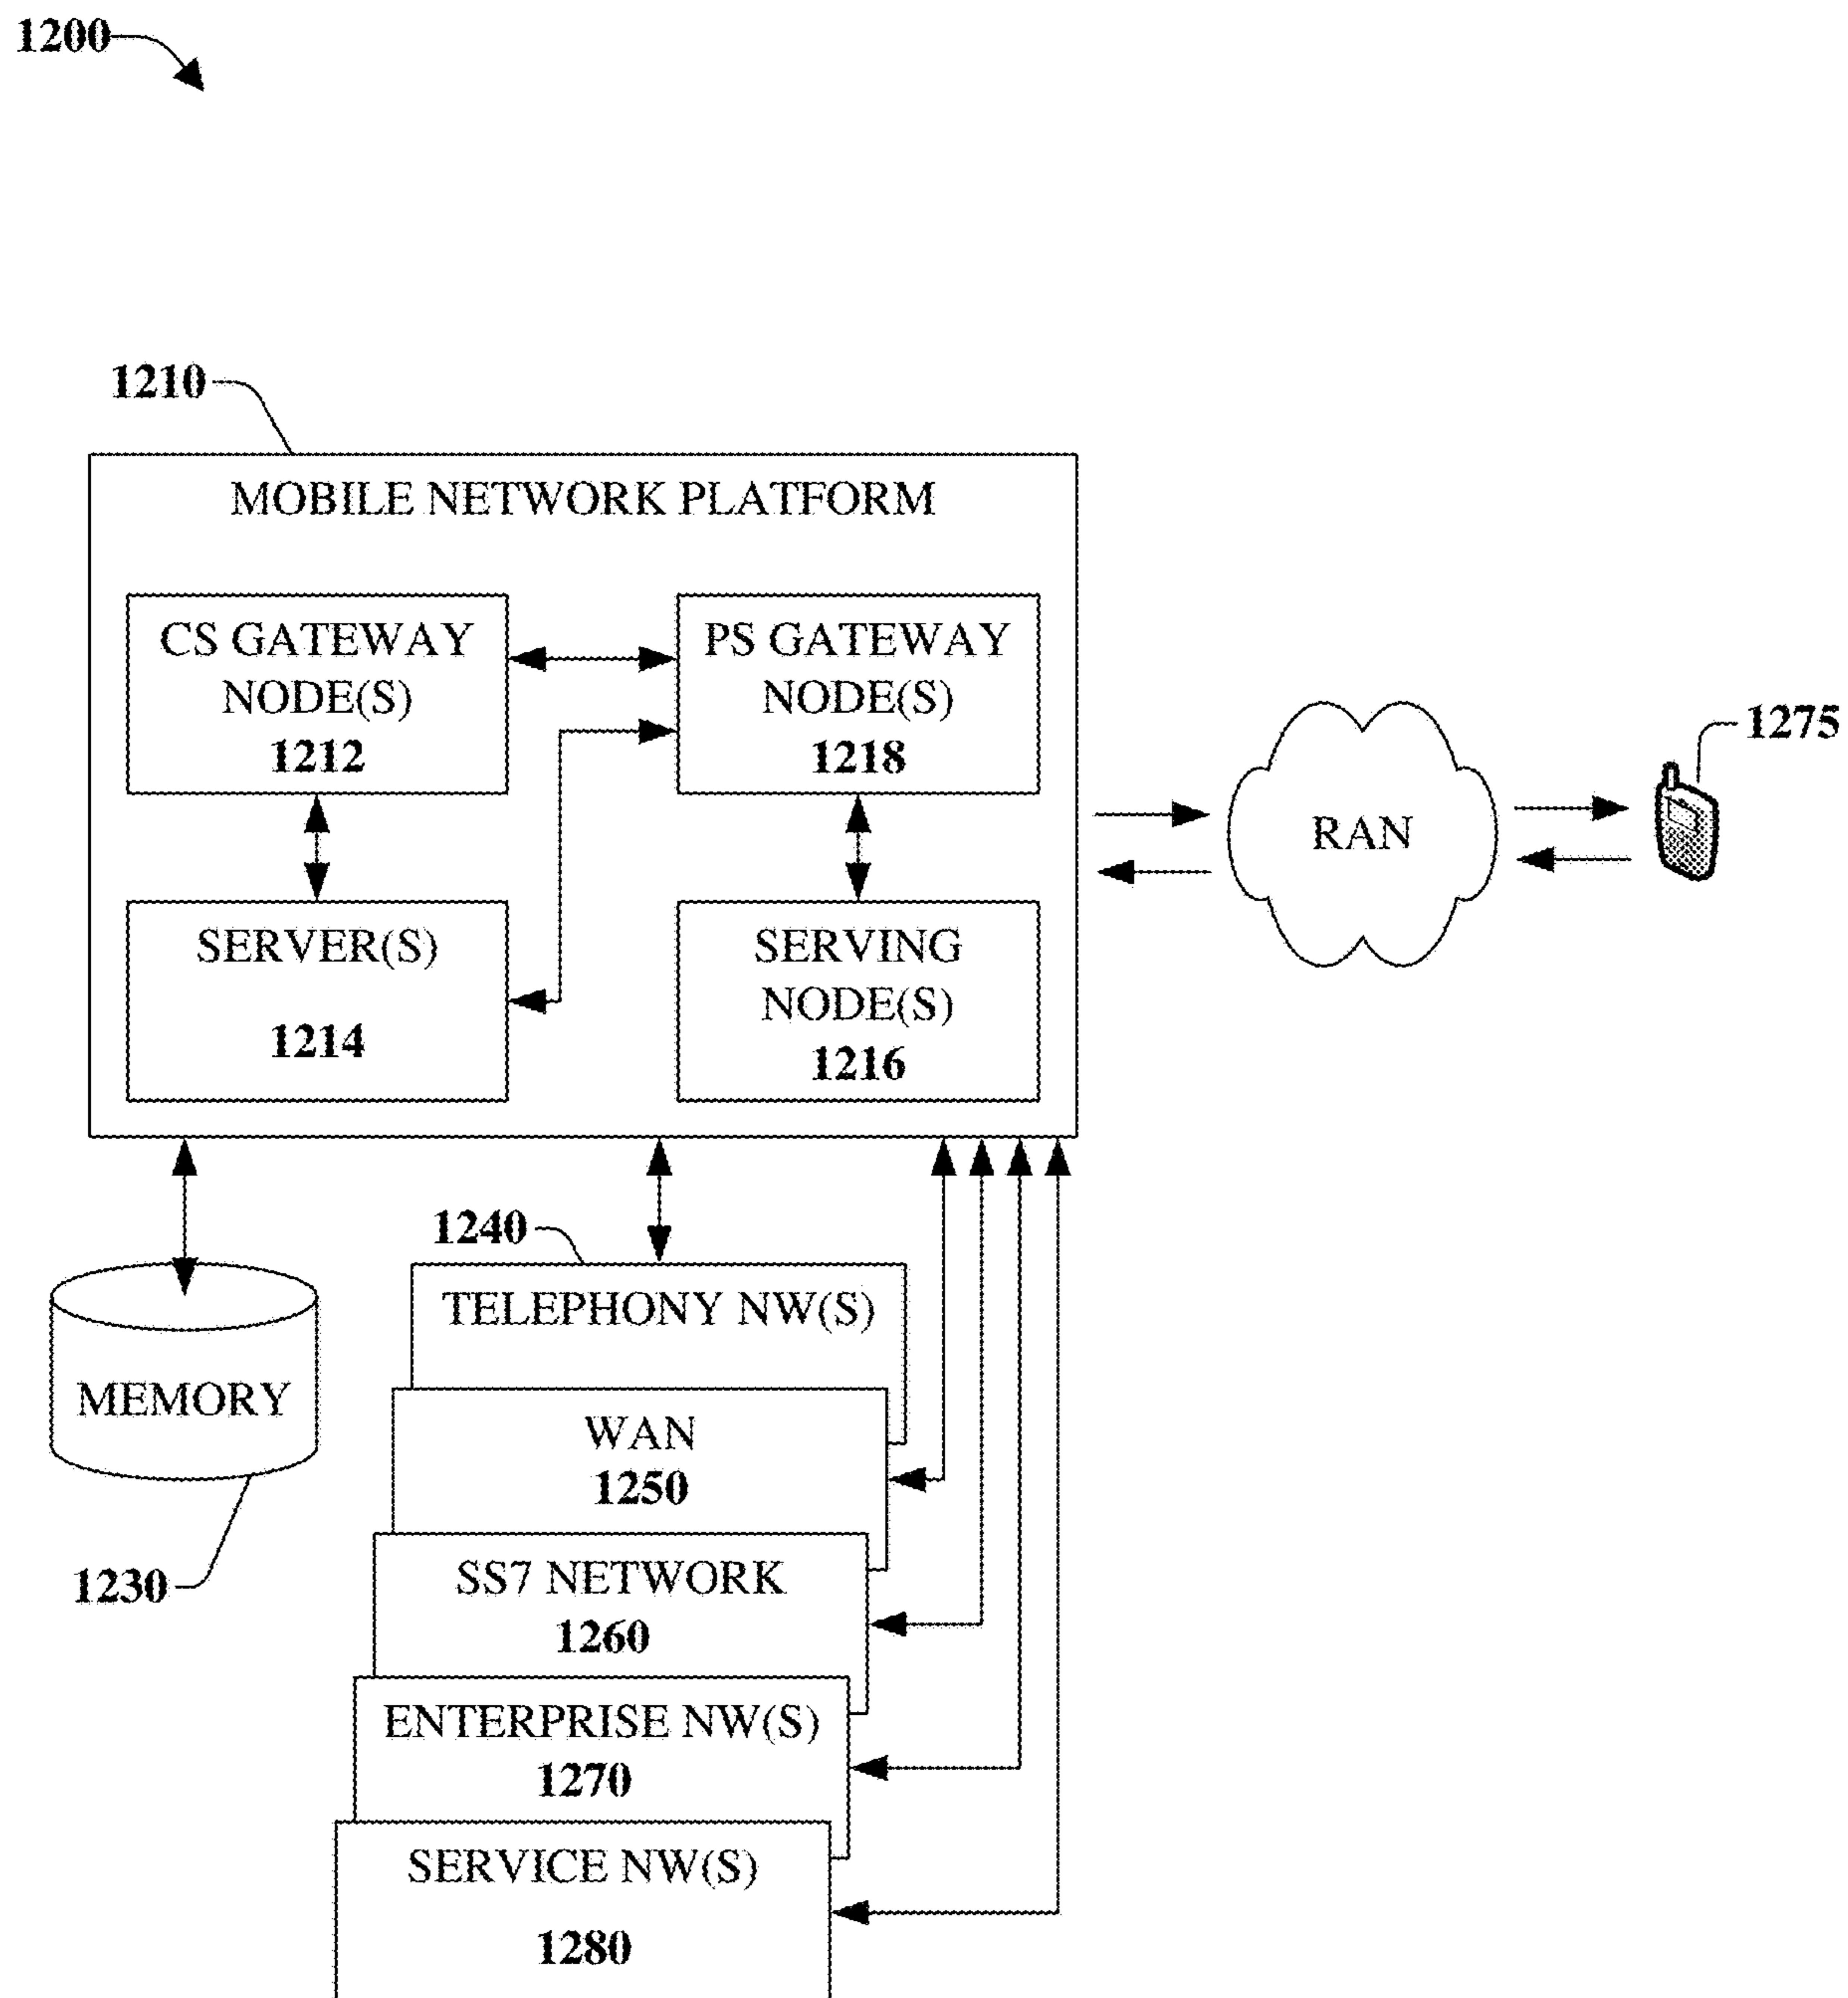 1200
1210
MOBILE NETWORK PLATFORM
CS GATEWAY
NODE(S)
1212
PS GATEWAY
NODE(S)
1218
SERVER(S)
1214
SERVING
NODE(S)
1216
RAN
1275
1240
TELEPHONY NW(S)
MEMORY
1230
WAN
1250
SS7 NETWORK
1260
ENTERPRISE NW(S)
1270
SERVICE NW(S)
1280